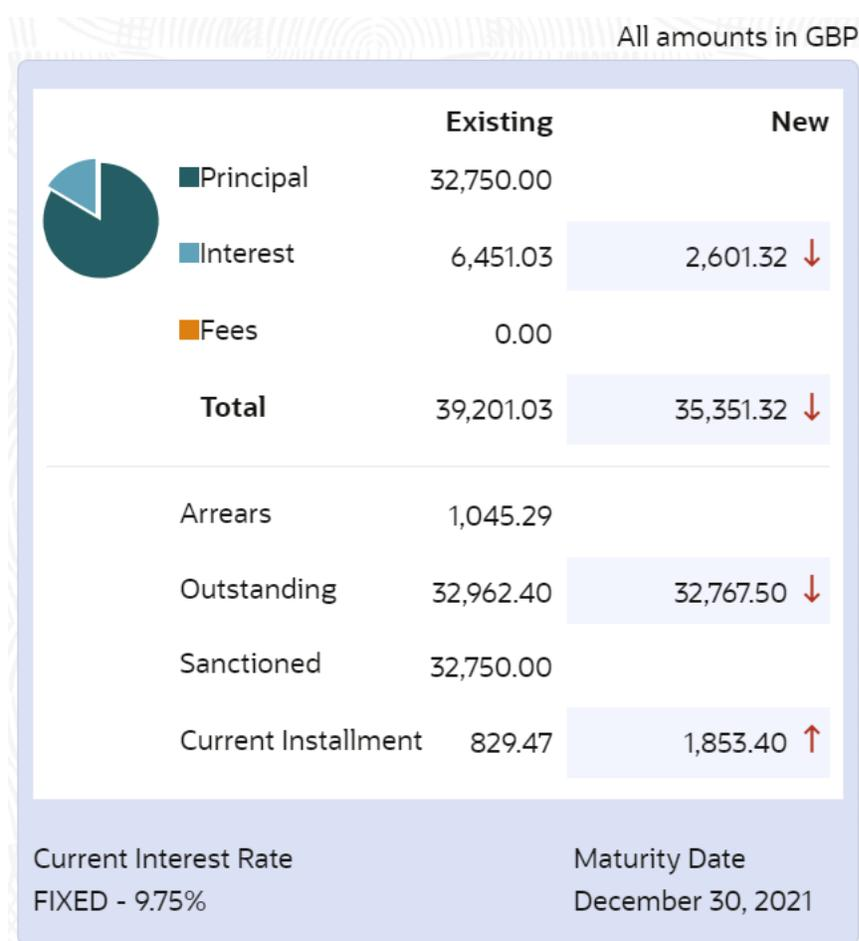 All amounts in GBP
Existing New
Principal 32,750.00
Interest 6,451.03 2,601.32 ↓
Fees 0.00
Total 39,201.03 35,351.32 ↓
Arrears 1,045.29
Outstanding 32,962.40 32,767.50 ↓
Sanctioned 32,750.00
Current Installment 829.47 1,853.40 ↑
Current Interest Rate Maturity Date
FIXED - 9.75% December 30, 2021